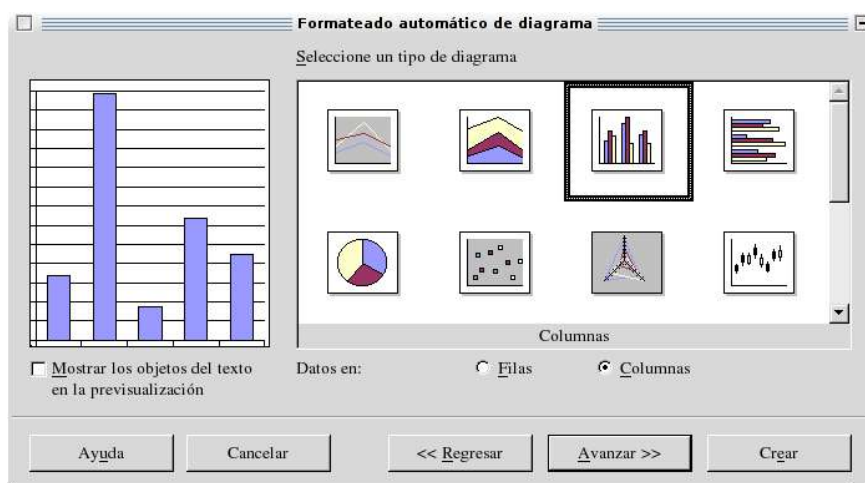 Formateado automático de diagrama
Seleccione un tipo de diagrama
Columnas
Mostrar los objetos del texto
en la previsualización
Datos en:
Filas
Columnas
Ayuda
Cancelar
<< Regresar
Avanzar >>
Crear